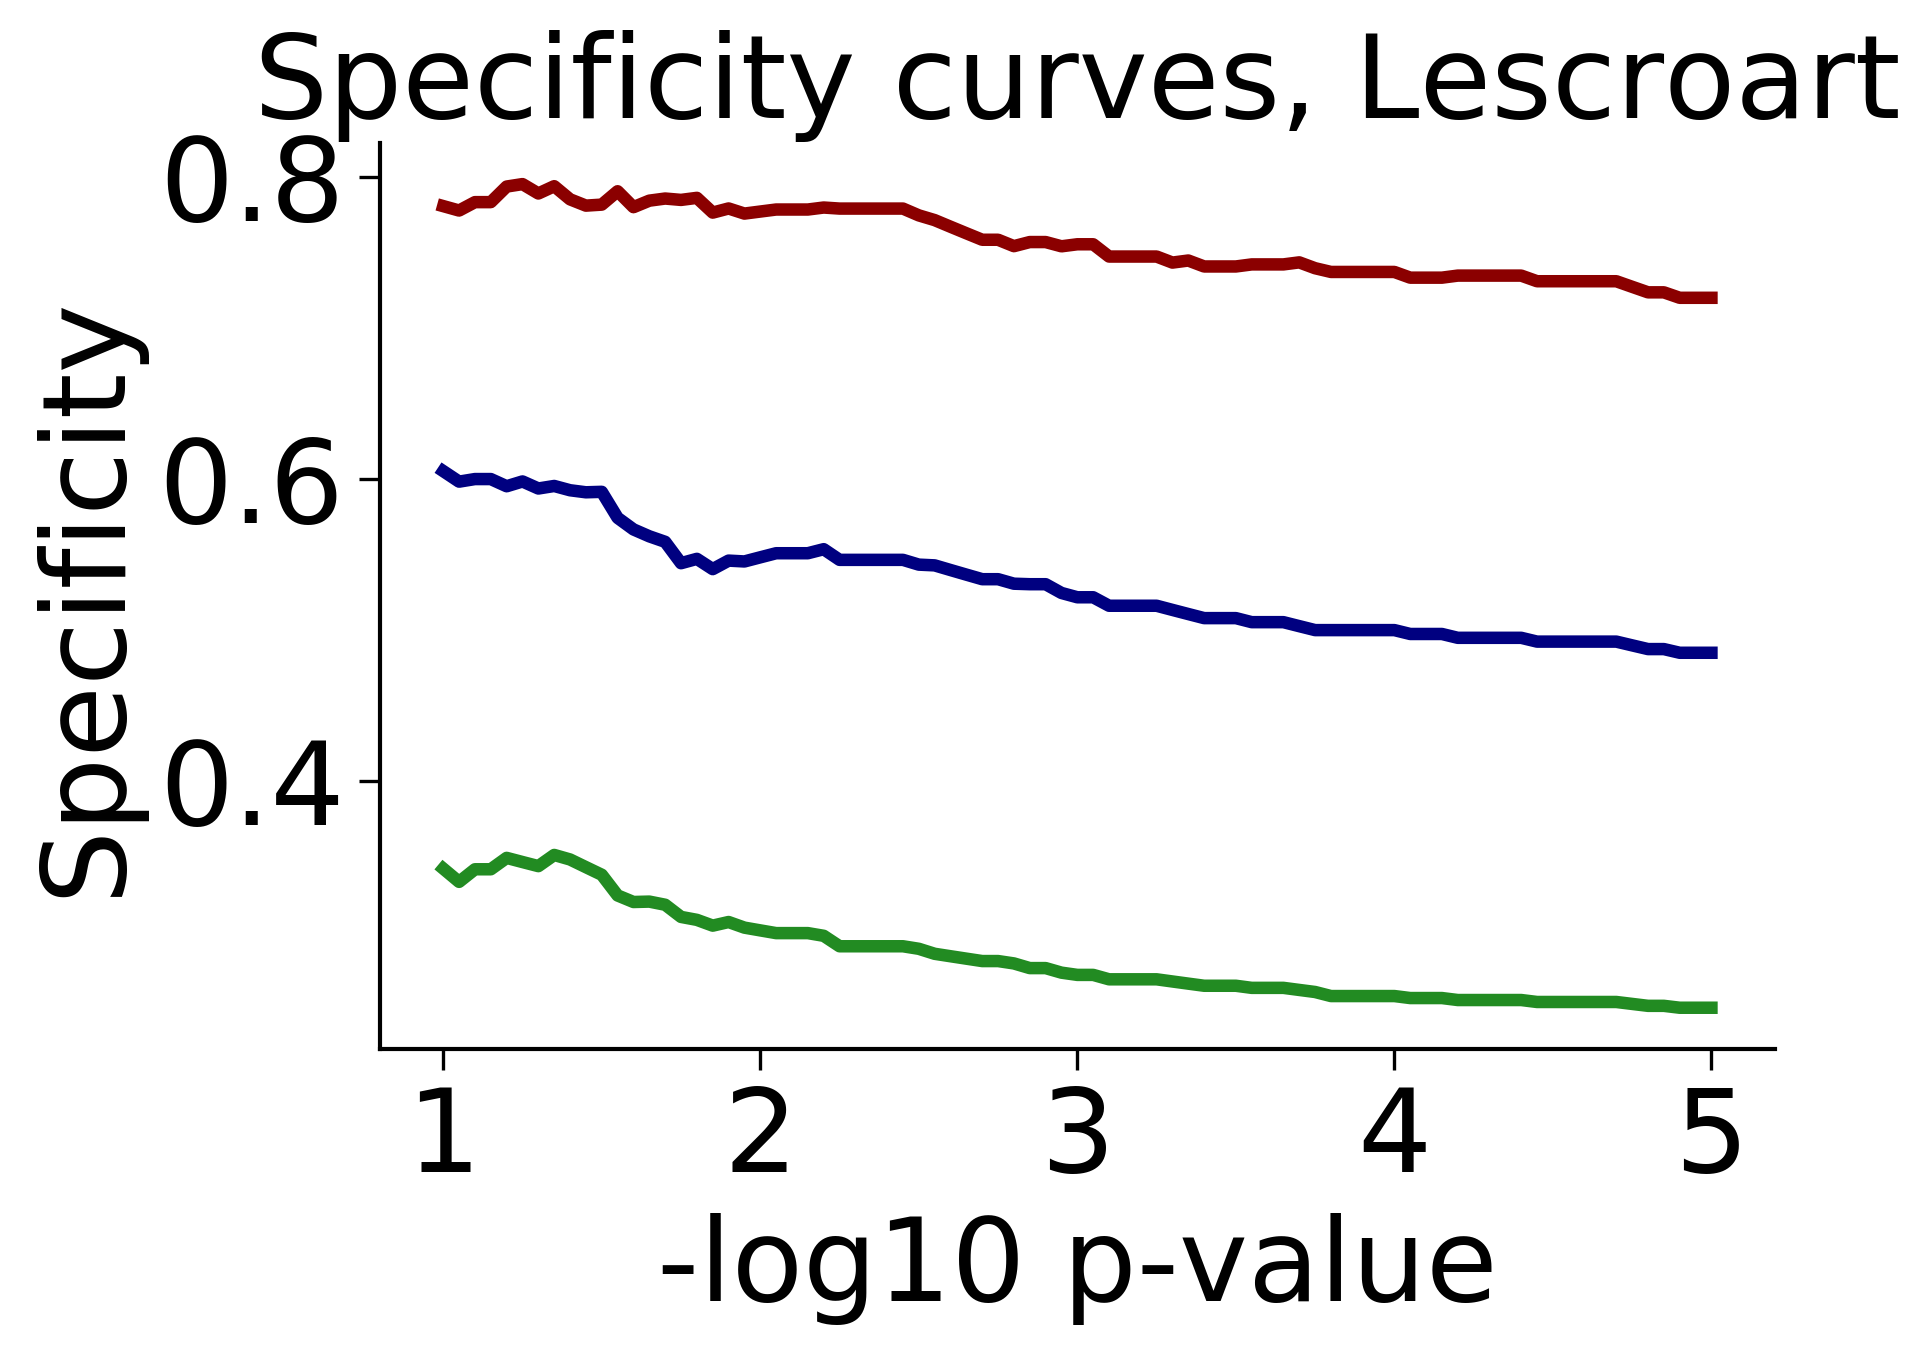 Specificity curves, Lescroart
Specificity
0.8
0.6
0.4
1 2 3 4 5
-log10 p-value